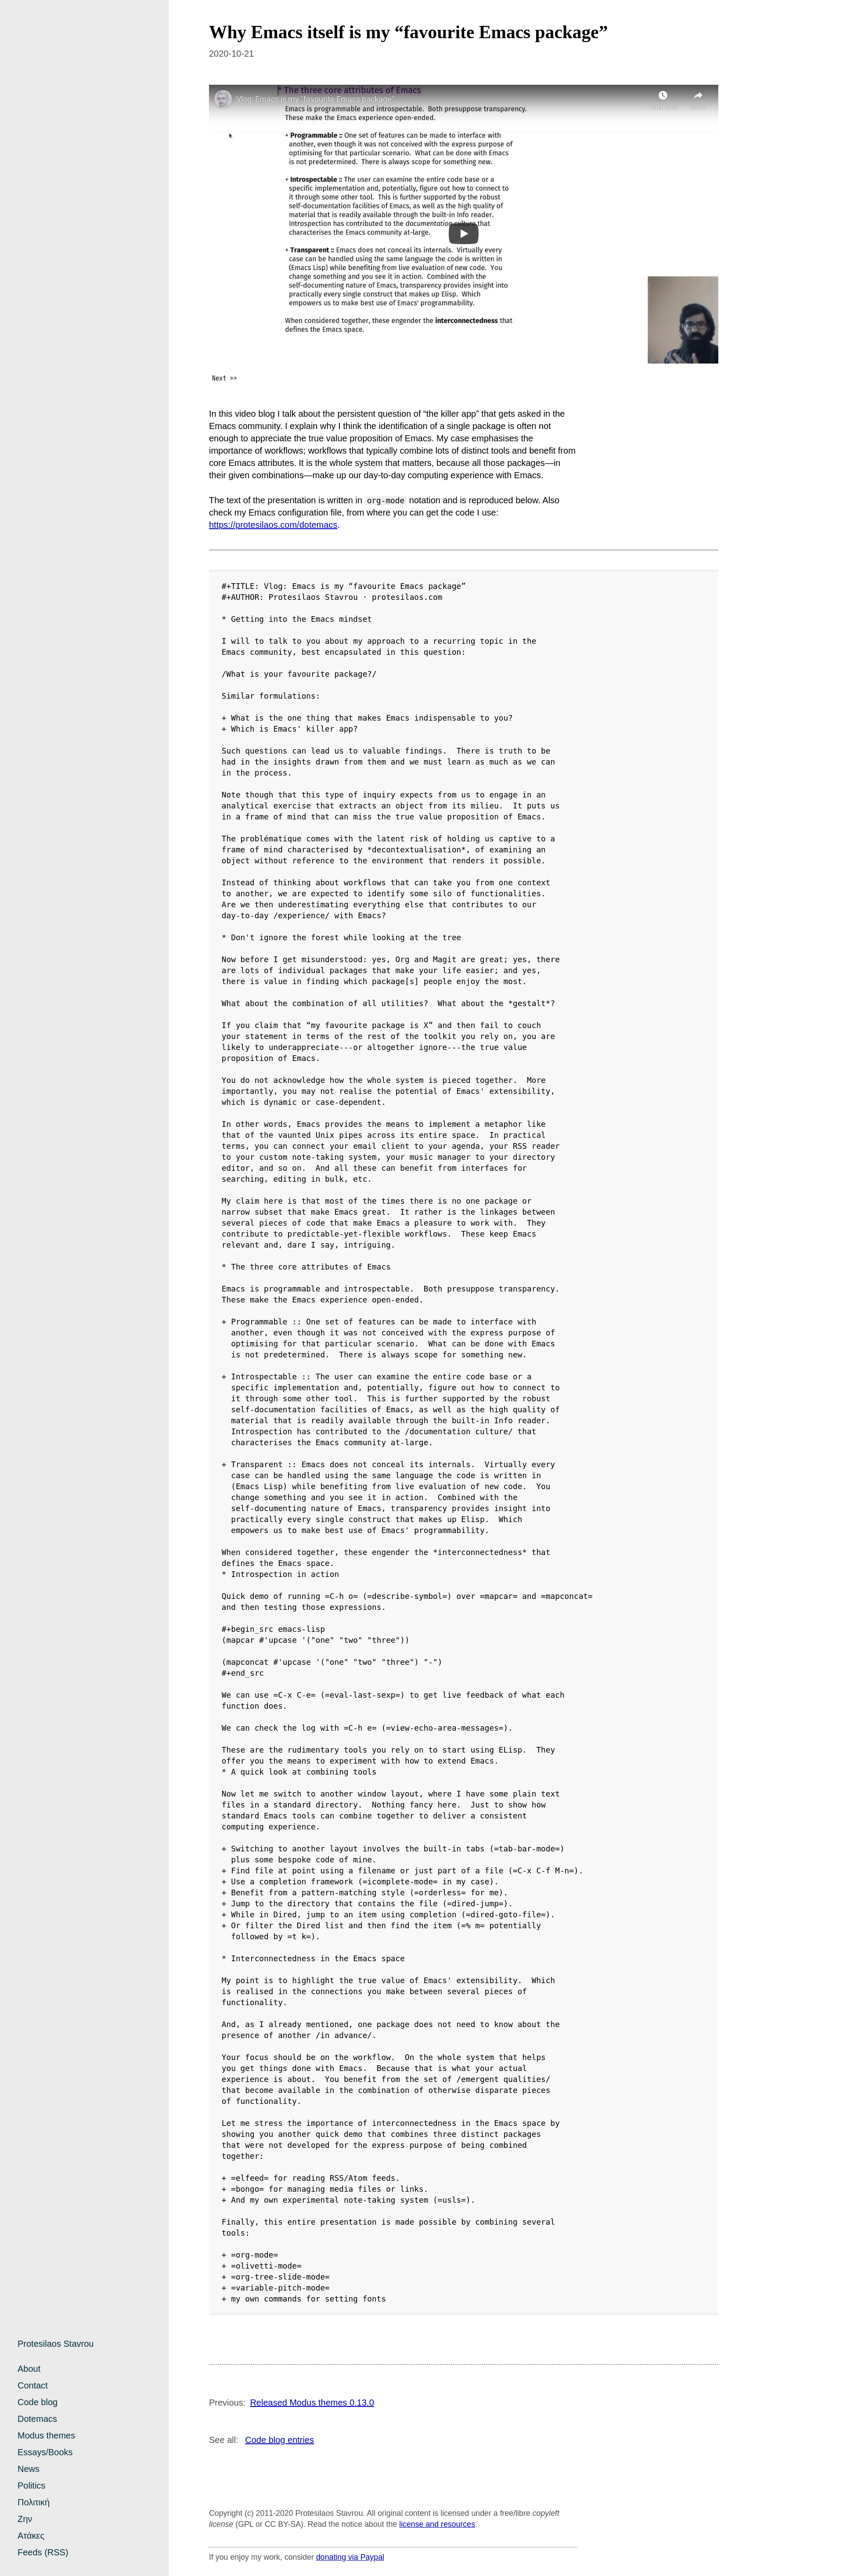 Why Emacs itself is my “favourite Emacs package”
2020-10-21
The three core attributes of Emacs
Vlog: Emacs is my "favourite Emacs package"
Emacs is programmable and introspectable. Both presuppose transparency.
These make the Emacs experience open-ended.
+ Programmable :: One set of features can be made to interface with
another, even though it was not conceived with the express purpose of
optimising for that particular scenario. What can be done with Emacs
is not predetermined. There is always scope for something new.
+ Introspectable :: The user can examine the entire code base or a
specific implementation and, potentially, figure out how to connect to
it through some other tool. This is further supported by the robust
self-documentation facilities of Emacs, as well as the high quality of
material that is readily available through the built-in Info reader.
Introspection has contributed to the documentation culture that
characterises the Emacs community at-large.
+ Transparent :: Emacs does not conceal its internals. Virtually every
case can be handled using the same language the code is written in
(Emacs Lisp) while benefiting from live evaluation of new code. You
change something and you see it in action. Combined with the
self-documenting nature of Emacs, transparency provides insight into
practically every single construct that makes up Elisp. Which
empowers us to make best use of Emacs' programmability.
When considered together, these engender the interconnectedness that
defines the Emacs space.
Next >>
In this video blog I talk about the persistent question of “the killer app” that gets asked in the
Emacs community. I explain why I think the identification of a single package is often not
enough to appreciate the true value proposition of Emacs. My case emphasises the
importance of workflows; workflows that typically combine lots of distinct tools and benefit from
core Emacs attributes. It is the whole system that matters, because all those packages—in
their given combinations—make up our day-to-day computing experience with Emacs.
The text of the presentation is written in org-mode notation and is reproduced below. Also
check my Emacs configuration file, from where you can get the code I use:
https://protesilaos.com/dotemacs.
#+TITLE: Vlog: Emacs is my “favourite Emacs package”
#+AUTHOR: Protesilaos Stavrou · protesilaos.com
* Getting into the Emacs mindset
I will to talk to you about my approach to a recurring topic in the
Emacs community, best encapsulated in this question:
/What is your favourite package?/
Similar formulations:
+ What is the one thing that makes Emacs indispensable to you?
+ Which is Emacs' killer app?
Such questions can lead us to valuable findings.  There is truth to be
had in the insights drawn from them and we must learn as much as we can
in the process.
Note though that this type of inquiry expects from us to engage in an
analytical exercise that extracts an object from its milieu.  It puts us
in a frame of mind that can miss the true value proposition of Emacs.
The problématique comes with the latent risk of holding us captive to a
frame of mind characterised by *decontextualisation*, of examining an
object without reference to the environment that renders it possible.
Instead of thinking about workflows that can take you from one context
to another, we are expected to identify some silo of functionalities.
Are we then underestimating everything else that contributes to our
day-to-day /experience/ with Emacs?
* Don't ignore the forest while looking at the tree
Now before I get misunderstood: yes, Org and Magit are great; yes, there
are lots of individual packages that make your life easier; and yes,
there is value in finding which package[s] people enjoy the most.
What about the combination of all utilities?  What about the *gestalt*?
If you claim that “my favourite package is X” and then fail to couch
your statement in terms of the rest of the toolkit you rely on, you are
likely to underappreciate---or altogether ignore---the true value
proposition of Emacs.
You do not acknowledge how the whole system is pieced together.  More
importantly, you may not realise the potential of Emacs' extensibility,
which is dynamic or case-dependent.
In other words, Emacs provides the means to implement a metaphor like
that of the vaunted Unix pipes across its entire space.  In practical
terms, you can connect your email client to your agenda, your RSS reader
to your custom note-taking system, your music manager to your directory
editor, and so on.  And all these can benefit from interfaces for
searching, editing in bulk, etc.
My claim here is that most of the times there is no one package or
narrow subset that make Emacs great.  It rather is the linkages between
several pieces of code that make Emacs a pleasure to work with.  They
contribute to predictable-yet-flexible workflows.  These keep Emacs
relevant and, dare I say, intriguing.
* The three core attributes of Emacs
Emacs is programmable and introspectable.  Both presuppose transparency.
These make the Emacs experience open-ended.
+ Programmable :: One set of features can be made to interface with
another, even though it was not conceived with the express purpose of
optimising for that particular scenario.  What can be done with Emacs
is not predetermined.  There is always scope for something new.
+ Introspectable :: The user can examine the entire code base or a
specific implementation and, potentially, figure out how to connect to
it through some other tool.  This is further supported by the robust
self-documentation facilities of Emacs, as well as the high quality of
material that is readily available through the built-in Info reader.
Introspection has contributed to the /documentation culture/ that
characterises the Emacs community at-large.
+ Transparent :: Emacs does not conceal its internals.  Virtually every
case can be handled using the same language the code is written in
(Emacs Lisp) while benefiting from live evaluation of new code.  You
change something and you see it in action.  Combined with the
self-documenting nature of Emacs, transparency provides insight into
practically every single construct that makes up Elisp.  Which
empowers us to make best use of Emacs' programmability.
When considered together, these engender the *interconnectedness* that
defines the Emacs space.
* Introspection in action
Quick demo of running =C-h o= (=describe-symbol=) over =mapcar= and =mapconcat=
and then testing those expressions.
#+begin_src emacs-lisp
(mapcar #'upcase '("one" "two" "three"))
(mapconcat #'upcase '("one" "two" "three") "-")
#+end_src
We can use =C-x C-e= (=eval-last-sexp=) to get live feedback of what each
function does.
We can check the log with =C-h e= (=view-echo-area-messages=).
These are the rudimentary tools you rely on to start using ELisp.  They
offer you the means to experiment with how to extend Emacs.
* A quick look at combining tools
Now let me switch to another window layout, where I have some plain text
files in a standard directory.  Nothing fancy here.  Just to show how
standard Emacs tools can combine together to deliver a consistent
computing experience.
+ Switching to another layout involves the built-in tabs (=tab-bar-mode=)
plus some bespoke code of mine.
+ Find file at point using a filename or just part of a file (=C-x C-f M-n=).
+ Use a completion framework (=icomplete-mode= in my case).
+ Benefit from a pattern-matching style (=orderless= for me).
+ Jump to the directory that contains the file (=dired-jump=).
+ While in Dired, jump to an item using completion (=dired-goto-file=).
+ Or filter the Dired list and then find the item (=% m= potentially
followed by =t k=).
* Interconnectedness in the Emacs space
My point is to highlight the true value of Emacs' extensibility.  Which
is realised in the connections you make between several pieces of
functionality.
And, as I already mentioned, one package does not need to know about the
presence of another /in advance/.
Your focus should be on the workflow.  On the whole system that helps
you get things done with Emacs.  Because that is what your actual
experience is about.  You benefit from the set of /emergent qualities/
that become available in the combination of otherwise disparate pieces
of functionality.
Let me stress the importance of interconnectedness in the Emacs space by
showing you another quick demo that combines three distinct packages
that were not developed for the express purpose of being combined
together:
+ =elfeed= for reading RSS/Atom feeds.
+ =bongo= for managing media files or links.
+ And my own experimental note-taking system (=usls=).
Finally, this entire presentation is made possible by combining several
tools:
+ =org-mode=
+ =olivetti-mode=
+ =org-tree-slide-mode=
+ =variable-pitch-mode=
+ my own commands for setting fonts
Protesilaos Stavrou
About
Contact
Code blog
Dotemacs
Modus themes
Essays/Books
News
Politics
Πολιτική
Ζην
Ατάκες
Feeds (RSS)
Previous: Released Modus themes 0.13.0
See all: Code blog entries
Copyright (c) 2011-2020 Protesilaos Stavrou. All original content is licensed under a free/libre copyleft
license (GPL or CC BY-SA). Read the notice about the license and resources.
If you enjoy my work, consider donating via Paypal